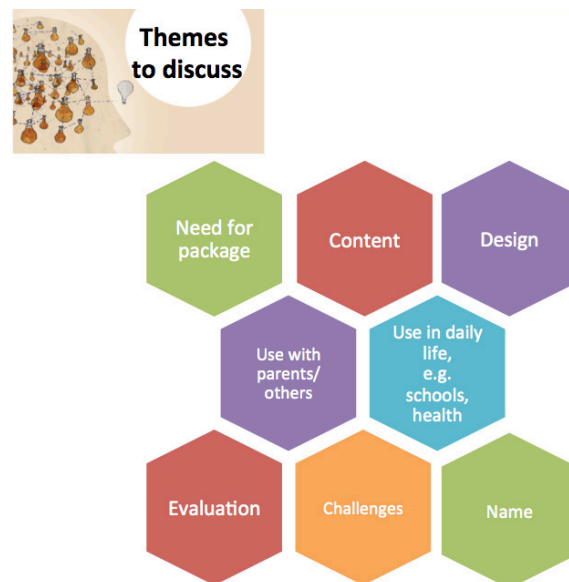 Themes
to discuss
Need for
package
Content
Design
Use with
parents/
others
Use in daily
life,
e.g.
schools,
health
Evaluation
Challenges
Name